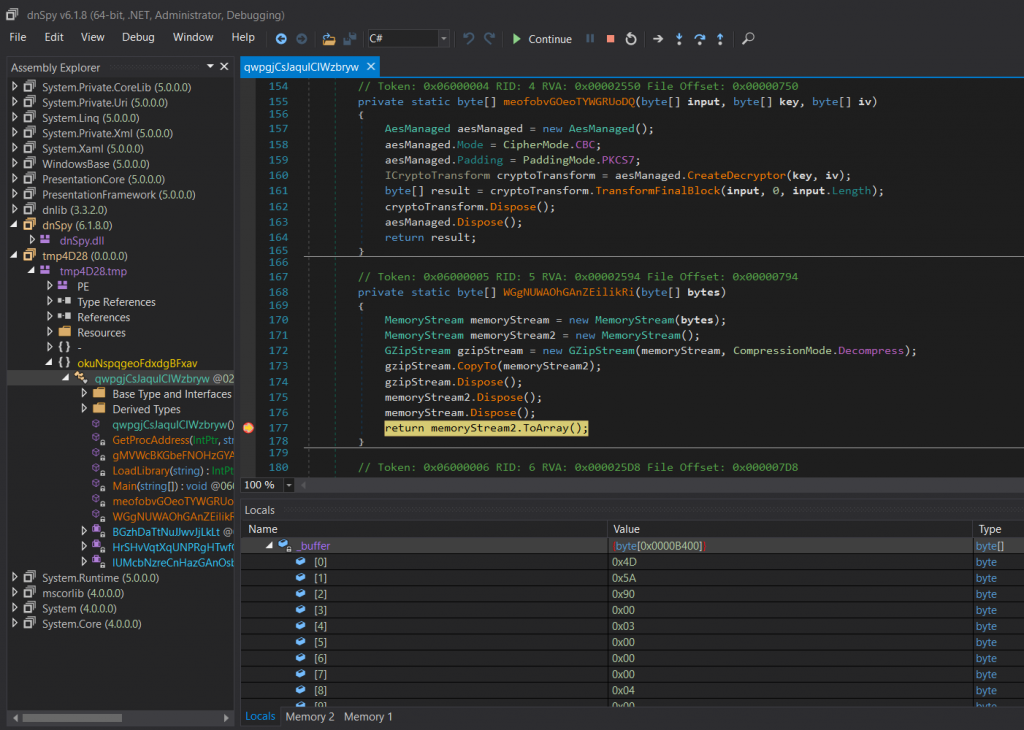 dnSpy v6.1.8 (64-bit, .NET, Administrator, Debugging)
File Edit View Debug Window Help C# Continue
Assembly Explorer
System.Private.CoreLib (5.0.0.0)
System.Private.Uri (5.0.0.0)
System.Linq (5.0.0.0)
System.Private.Xml (5.0.0.0)
System.Xaml (5.0.0.0)
WindowsBase (5.0.0.0)
PresentationCore (5.0.0.0)
PresentationFramework (5.0.0.0)
dnlib (3.3.2.0)
dnSpy (6.1.8.0)
dnSpy.dll
tmp4D28 (0.0.0.0)
tmp4D28.tmp
PE
Type References
References
Resources
{ } -
{ } okuNspqgeoFdxdgBFxav
qwpgjCsJaquICIWzbryw @02
Base Type and Interfaces
Derived Types
qwpgjCsJaquICIWzbryw()
GetProcAddress(IntPtr, str
gMVWcBKGbeFNOHzGYA
LoadLibrary(string) : IntPt
Main(string[]) : void @060
meofobvGOeoTYWGRUo
WGgNUWAOhGAnZEilikR
BGzhDaTtNuJJwvJjLkLt @0
HrSHvVqtXqUNPRgHTwfG
IUMcbNzreCnHazGAnOsb
System.Runtime (5.0.0.0)
mscorlib (4.0.0.0)
System (4.0.0.0)
System.Core (4.0.0.0)
qwpgjCsJaquICIWzbryw
154 // Token: 0x06000004 RID: 4 RVA: 0x00002550 File Offset: 0x00000750
155 private static byte[] meofobvGOeoTYWGRUoDQ(byte[] input, byte[] key, byte[] iv)
156 {
157 AesManaged aesManaged = new AesManaged();
158 aesManaged.Mode = CipherMode.CBC;
159 aesManaged.Padding = PaddingMode.PKCS7;
160 ICryptoTransform cryptoTransform = aesManaged.CreateDecryptor(key, iv);
161 byte[] result = cryptoTransform.TransformFinalBlock(input, 0, input.Length);
162 cryptoTransform.Dispose();
163 aesManaged.Dispose();
164 return result;
165 }
166
167 // Token: 0x06000005 RID: 5 RVA: 0x00002594 File Offset: 0x00000794
168 private static byte[] WGgNUWAOhGAnZEilikRi(byte[] bytes)
169 {
170 MemoryStream memoryStream = new MemoryStream(bytes);
171 MemoryStream memoryStream2 = new MemoryStream();
172 GZipStream gzipStream = new GZipStream(memoryStream, CompressionMode.Decompress);
173 gzipStream.CopyTo(memoryStream2);
174 gzipStream.Dispose();
175 memoryStream2.Dispose();
176 memoryStream.Dispose();
177 return memoryStream2.ToArray();
178 }
179
180 // Token: 0x06000006 RID: 6 RVA: 0x000025D8 File Offset: 0x000007D8
100 %
Locals
Name Value Type
_buffer byte[0x0000B400] byte[]
[0] 0x4D byte
[1] 0x5A byte
[2] 0x90 byte
[3] 0x00 byte
[4] 0x03 byte
[5] 0x00 byte
[6] 0x00 byte
[7] 0x00 byte
[8] 0x04 byte
[9] 0x00 byte
Locals Memory 2 Memory 1